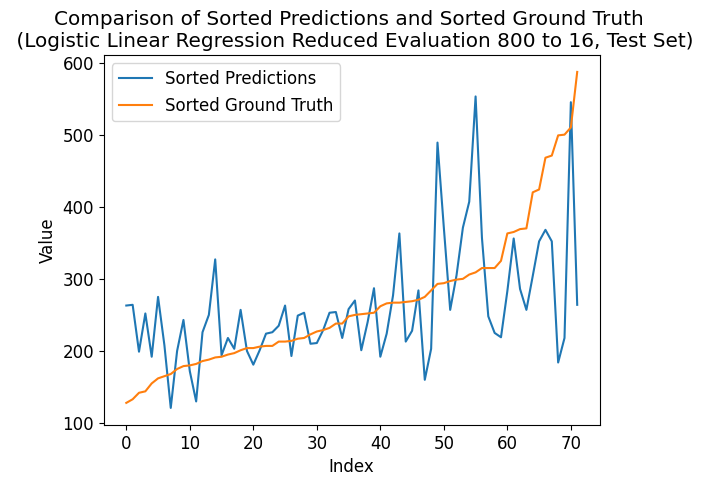 Comparison of Sorted Predictions and Sorted Ground Truth
(Logistic Linear Regression Reduced Evaluation 800 to 16, Test Set)
Sorted Predictions
Sorted Ground Truth
600
500
400
300
200
100
Value
0 10 20 30 40 50 60 70
Index